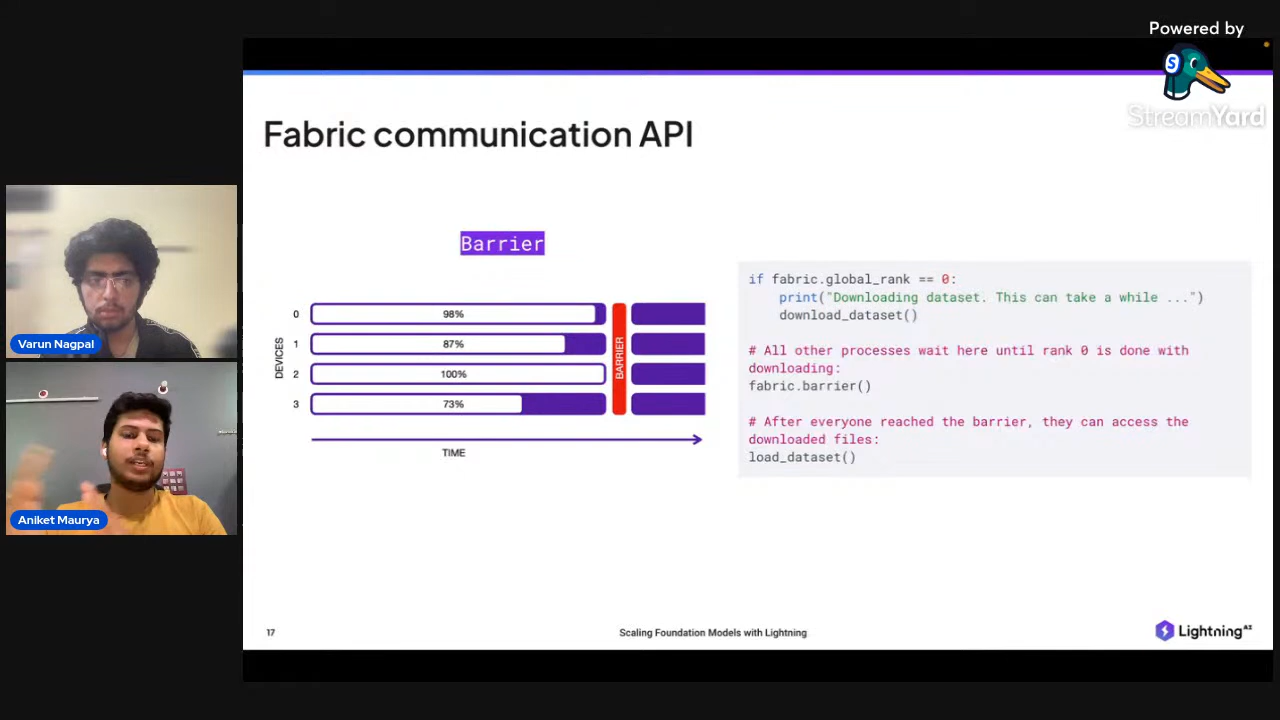 Powered by
S
StreamYard
Fabric communication API
Barrier
DEVICES
0
98%
1
87%
2
100%
3
73%
BARRIER
TIME
if fabric.global_rank == 0:
print("Downloading dataset. This can take a while ...")
download_dataset()
# All other processes wait here until rank 0 is done with
downloading:
fabric.barrier()
# After everyone reached the barrier, they can access the
downloaded files:
load_dataset()
Varun Nagpal
Aniket Maurya
17
Scaling Foundation Models with Lightning
Lightning AI